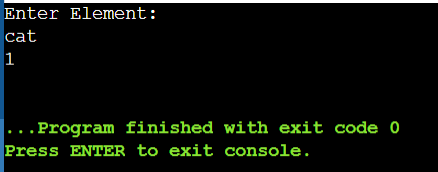 Enter Element:
cat
1
...Program finished with exit code 0
Press ENTER to exit console.